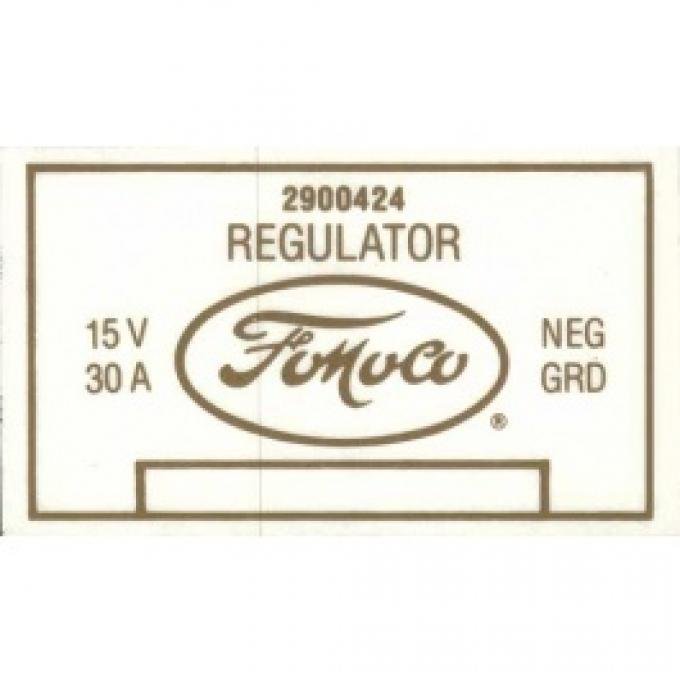 2900424
REGULATOR
15 V
30 A
FoMoCo
®
NEG
GRD